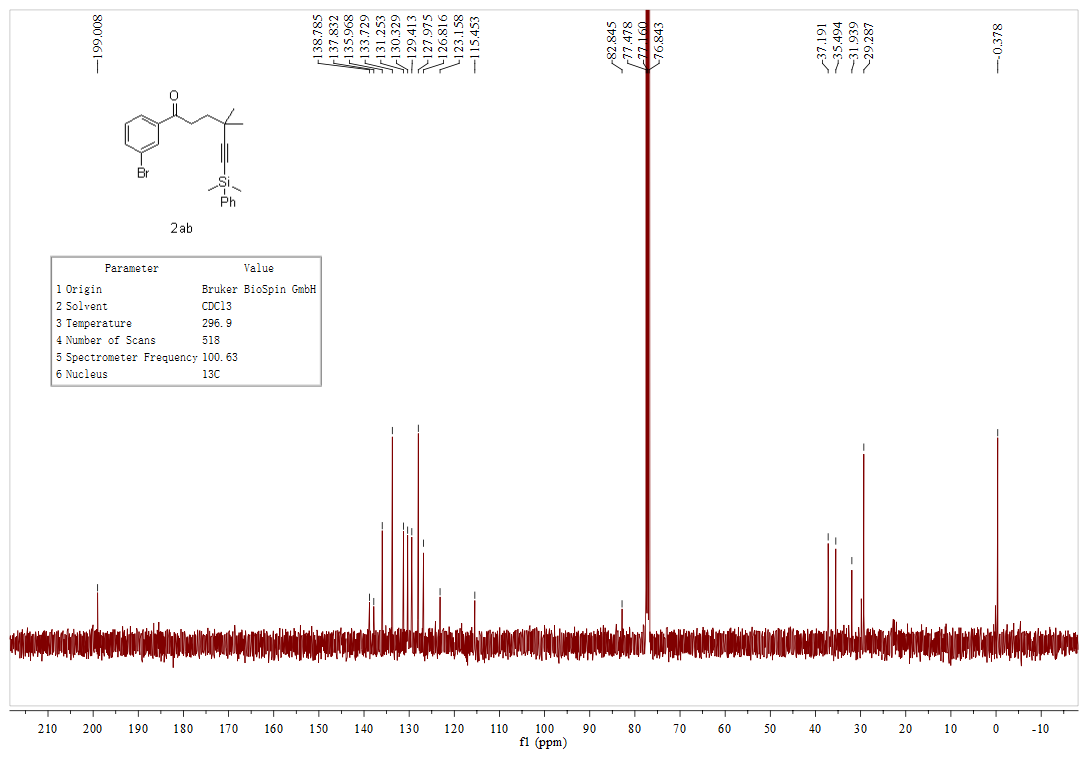 199.008
138.785
137.832
135.968
133.729
131.253
130.329
129.413
127.975
126.816
123.158
115.453
82.845
77.478
77.160
76.843
37.191
35.494
31.939
29.287
-0.378
O
Br
Si
Ph
2ab
Parameter Value
1 Origin Bruker BioSpin GmbH
2 Solvent CDCl3
3 Temperature 296.9
4 Number of Scans 518
5 Spectrometer Frequency 100.63
6 Nucleus 13C
210 200 190 180 170 160 150 140 130 120 110 100 90 80 70 60 50 40 30 20 10 0 -10
f1 (ppm)